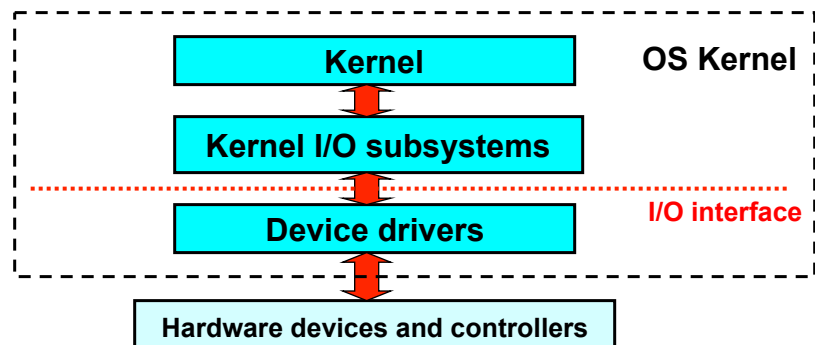 Kernel
OS Kernel
Kernel I/O subsystems
I/O interface
Device drivers
Hardware devices and controllers